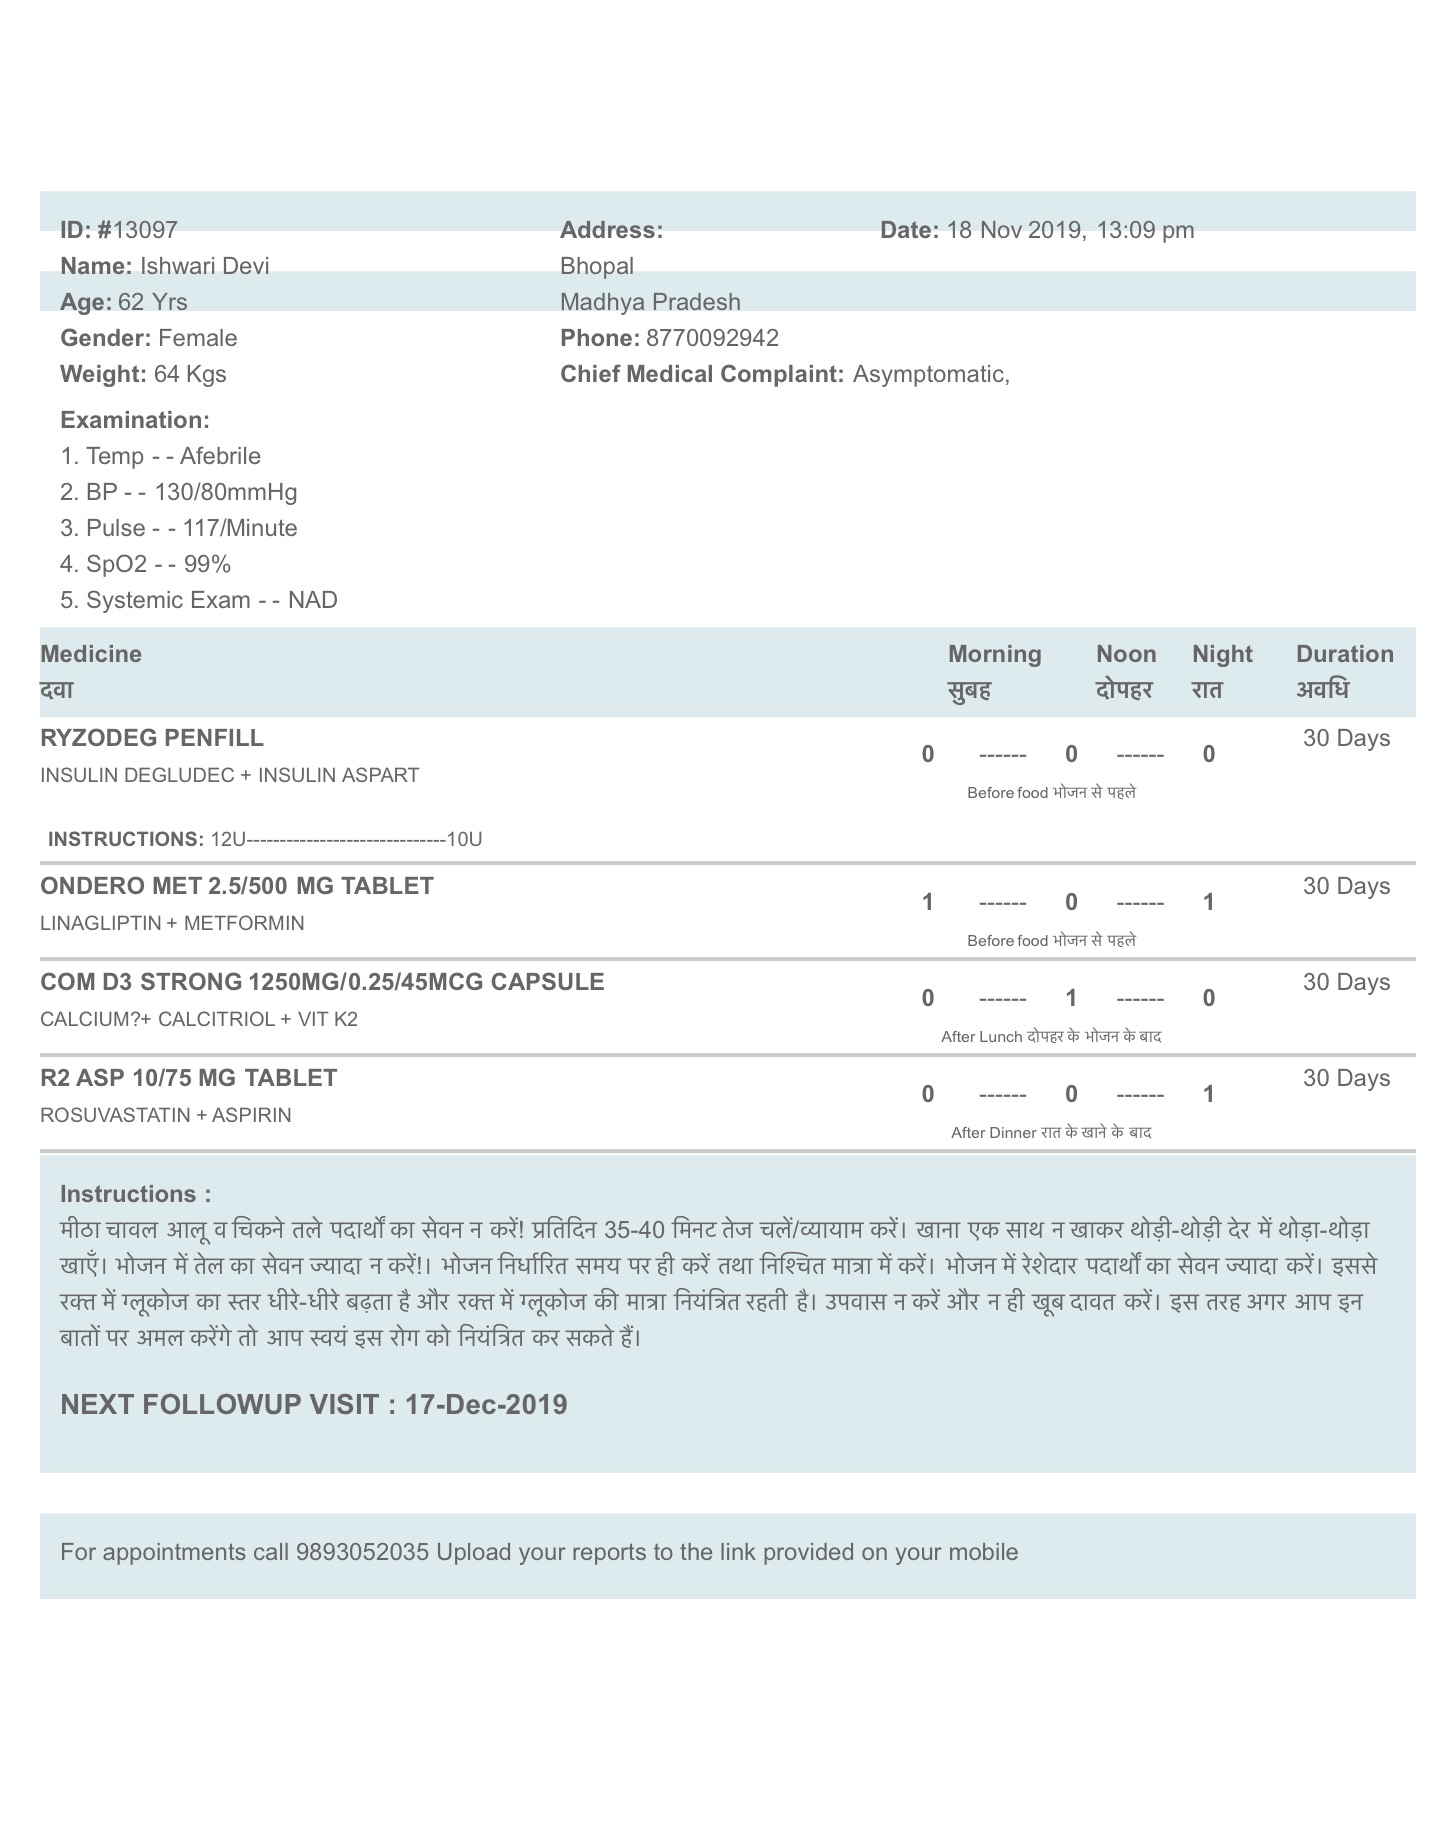 ID: #13097 Address: Date: 18 Nov 2019, 13:09 pm
Name: Ishwari Devi Bhopal
Age: 62 Yrs Madhya Pradesh
Gender: Female Phone: 8770092942
Weight: 64 Kgs Chief Medical Complaint: Asymptomatic,
Examination:
1. Temp - - Afebrile
2. BP - - 130/80mmHg
3. Pulse - - 117/Minute
4. SpO2 - - 99%
5. Systemic Exam - - NAD
Medicine Morning Noon Night Duration
दवा सुबह दोपहर रात अवधि
RYZODEG PENFILL 30 Days
0 ------ 0 ------ 0
INSULIN DEGLUDEC + INSULIN ASPART
Before food भोजन से पहले
INSTRUCTIONS: 12U------------------------------10U
ONDERO MET 2.5/500 MG TABLET 30 Days
1 ------ 0 ------ 1
LINAGLIPTIN + METFORMIN
Before food भोजन से पहले
COM D3 STRONG 1250MG/0.25/45MCG CAPSULE 30 Days
0 ------ 1 ------ 0
CALCIUM?+ CALCITRIOL + VIT K2
After Lunch दोपहर के भोजन के बाद
R2 ASP 10/75 MG TABLET 30 Days
0 ------ 0 ------ 1
ROSUVASTATIN + ASPIRIN
After Dinner रात के खाने के बाद
Instructions :
मीठा चावल आलू व चिकने तले पदार्थों का सेवन न करें! प्रतिदिन 35-40 मिनट तेज चलें/व्यायाम करें। खाना एक साथ न खाकर थोड़ी-थोड़ी देर में थोड़ा-थोड़ा
खाएँ। भोजन में तेल का सेवन ज्यादा न करें!। भोजन निर्धारित समय पर ही करें तथा निश्चित मात्रा में करें। भोजन में रेशेदार पदार्थों का सेवन ज्यादा करें। इससे
रक्त में ग्लूकोज का स्तर धीरे-धीरे बढ़ता है और रक्त में ग्लूकोज की मात्रा नियंत्रित रहती है। उपवास न करें और न ही खूब दावत करें। इस तरह अगर आप इन
बातों पर अमल करेंगे तो आप स्वयं इस रोग को नियंत्रित कर सकते हैं।
NEXT FOLLOWUP VISIT : 17-Dec-2019
For appointments call 9893052035 Upload your reports to the link provided on your mobile